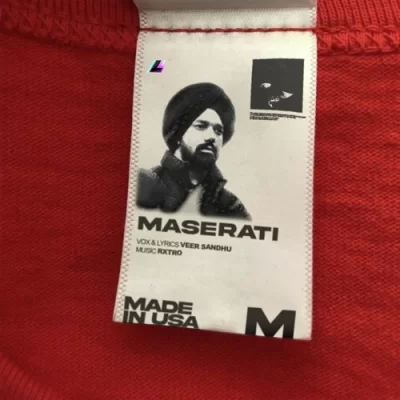 MASERATI
VOX & LYRICS VEER SANDHU
MUSIC RXTRO
MADE
IN USA
M